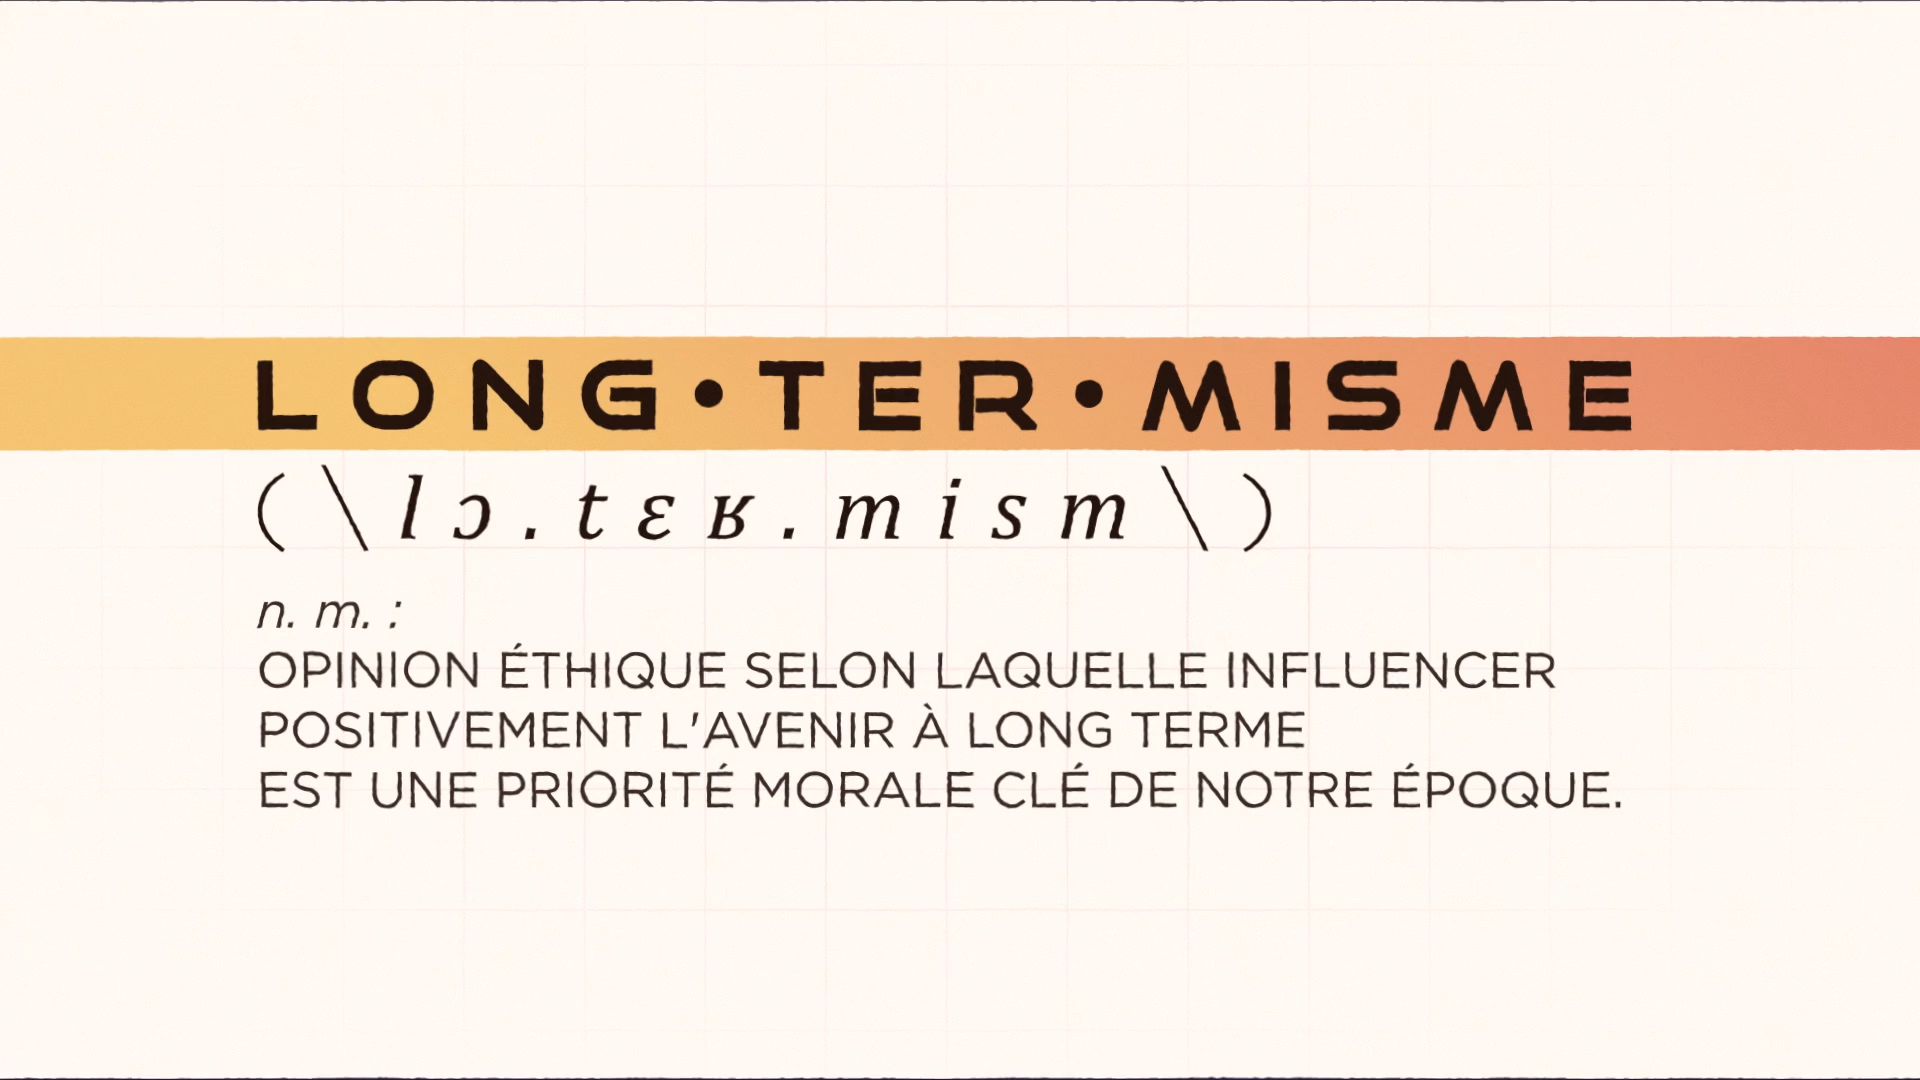 LONG•TER•MISME
(\lɔ.tɛʁ.mism\)
n. m. :
OPINION ÉTHIQUE SELON LAQUELLE INFLUENCER
POSITIVEMENT L'AVENIR À LONG TERME
EST UNE PRIORITÉ MORALE CLÉ DE NOTRE ÉPOQUE.